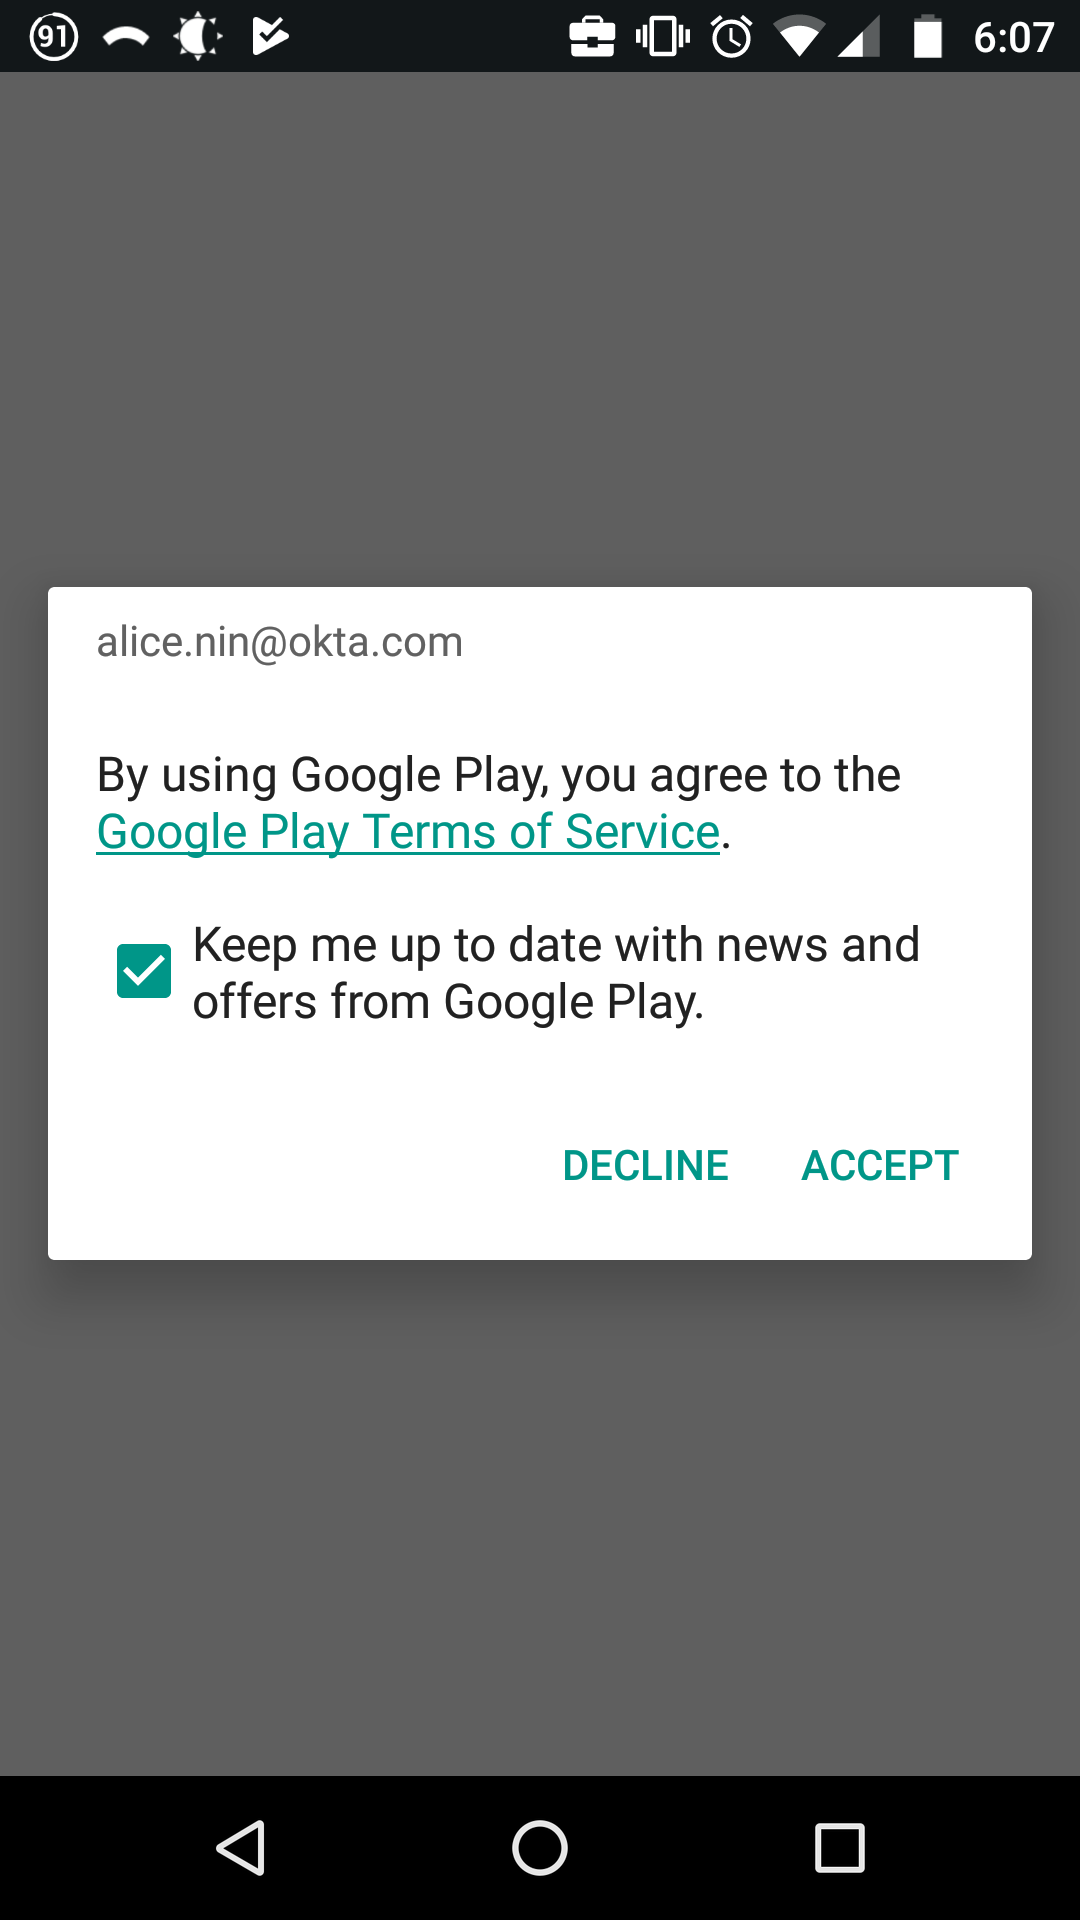 91
6:07
alice.nin@okta.com
By using Google Play, you agree to the
Google Play Terms of Service.
Keep me up to date with news and
offers from Google Play.
DECLINE ACCEPT